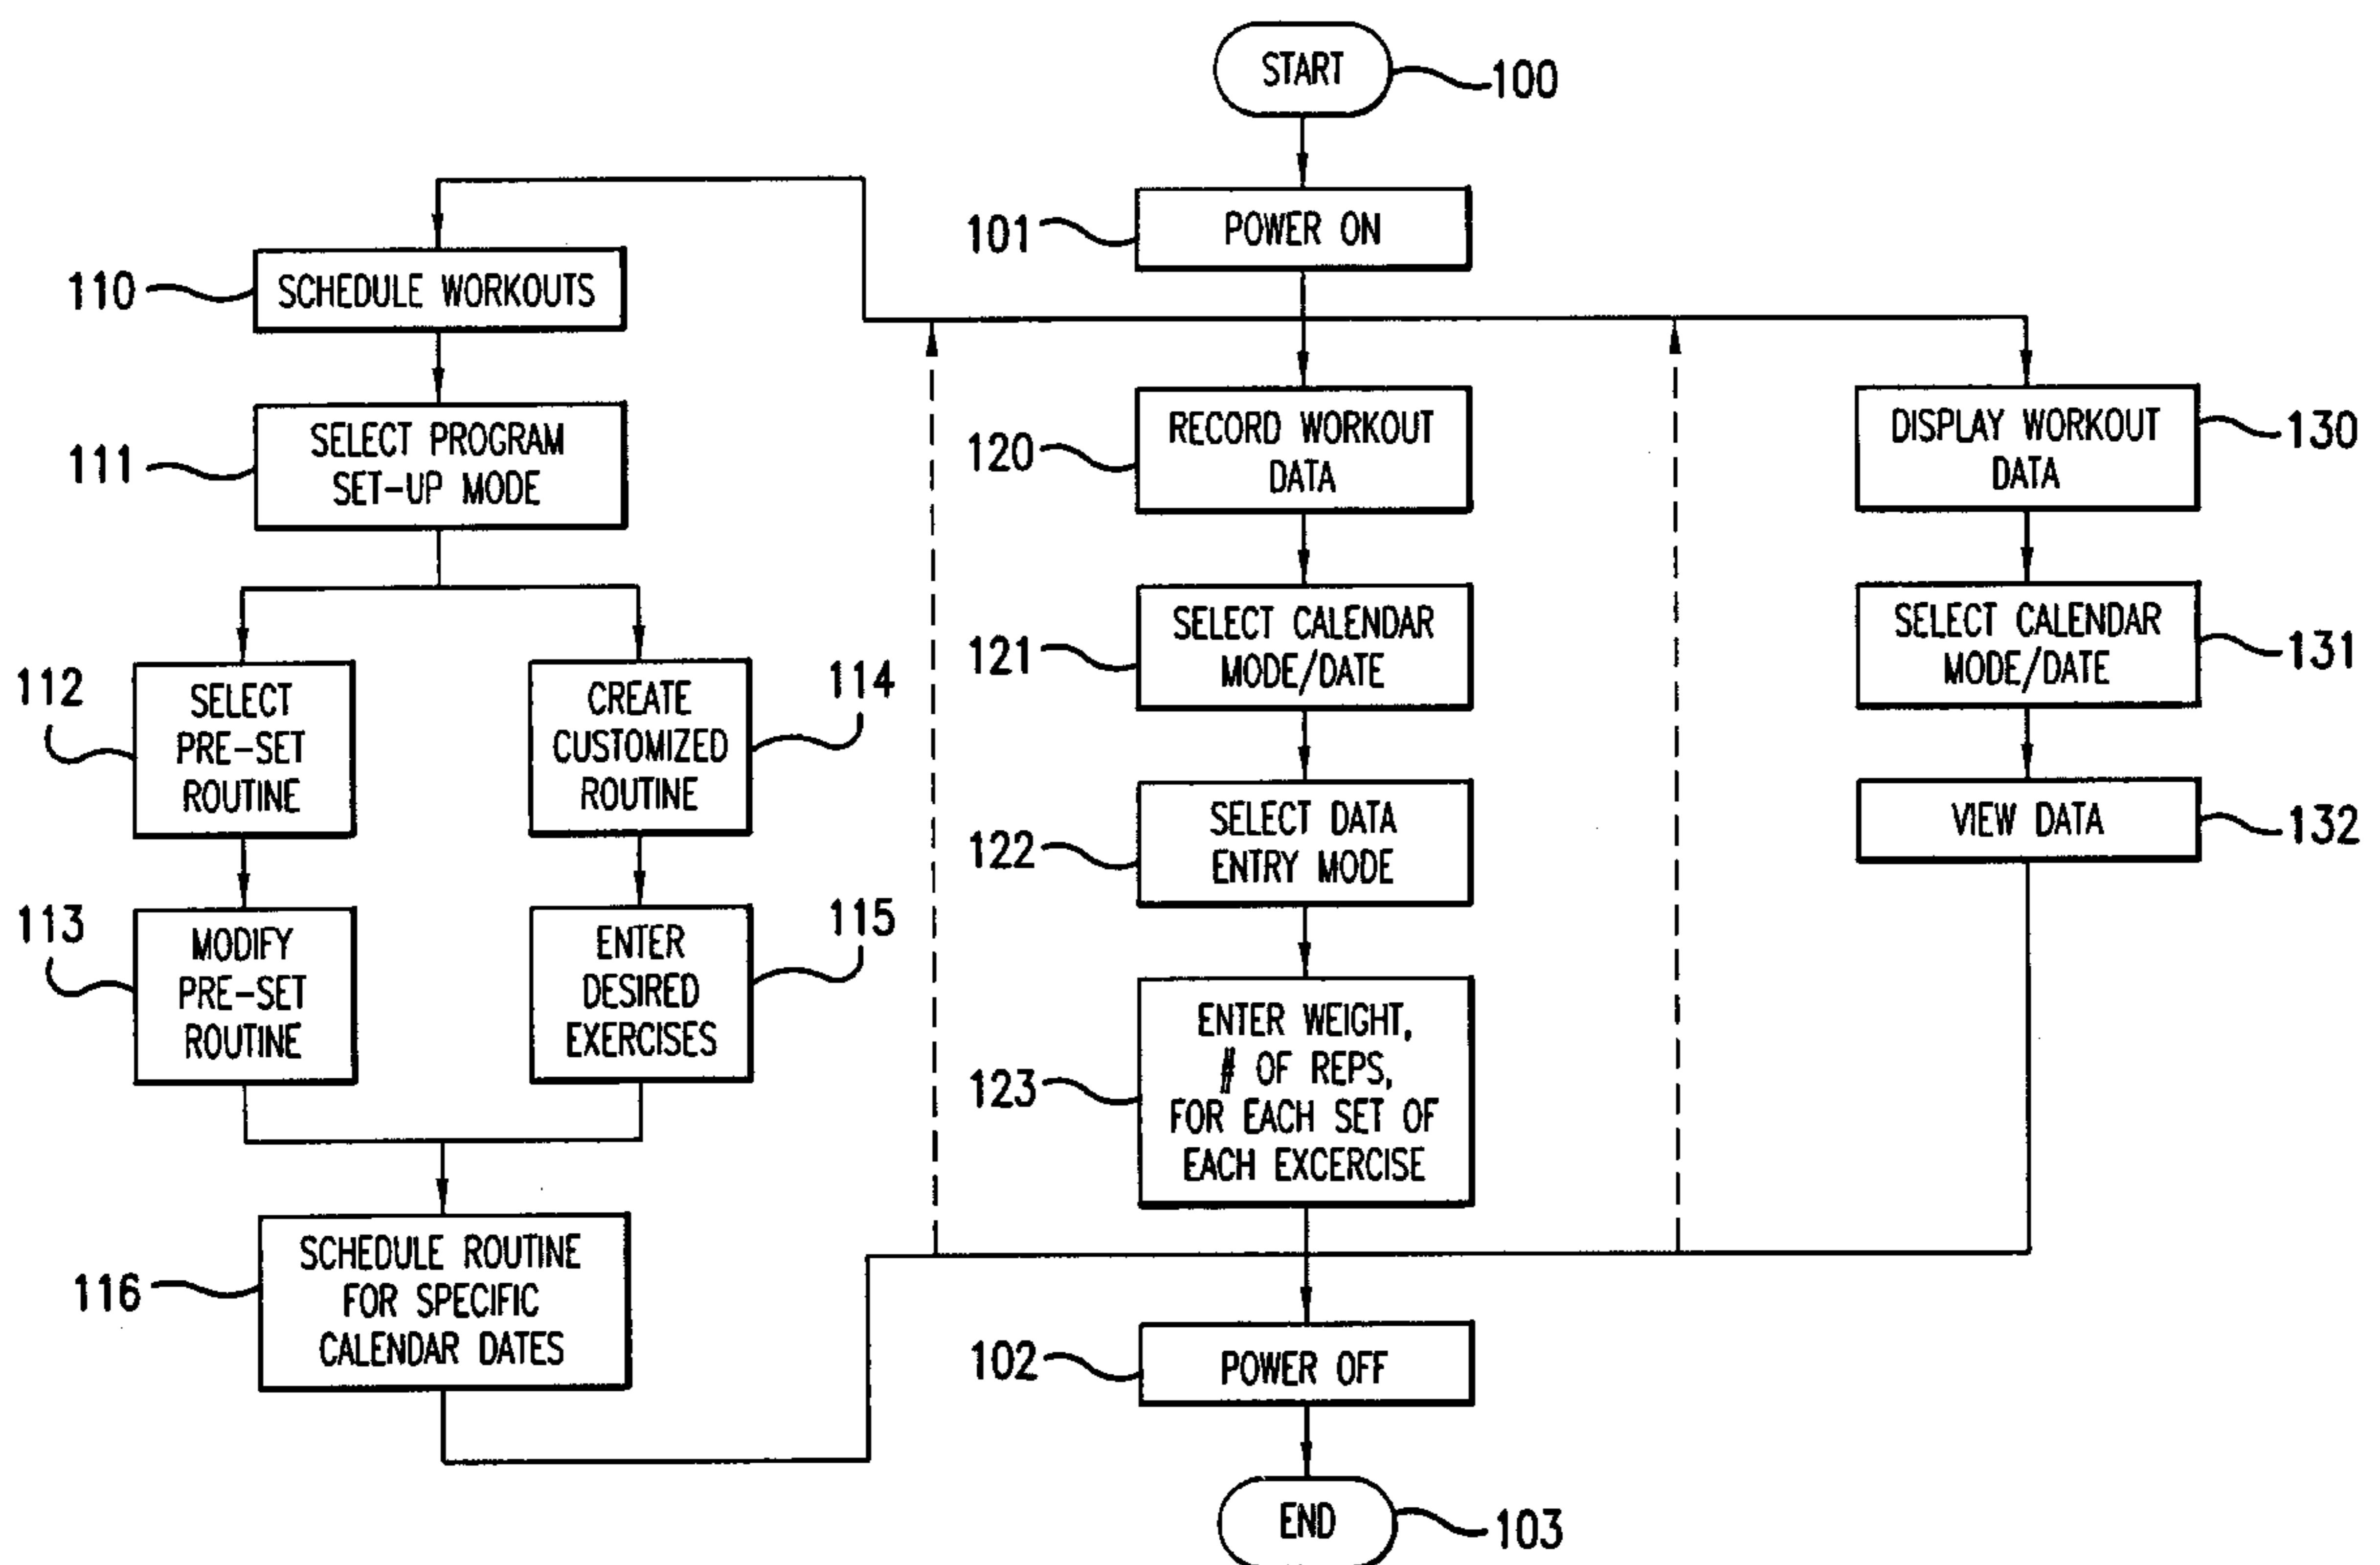 START
100
101
POWER ON
110
SCHEDULE WORKOUTS
111
SELECT PROGRAM
SET-UP MODE
112
SELECT
PRE-SET
ROUTINE
114
CREATE
CUSTOMIZED
ROUTINE
113
MODIFY
PRE-SET
ROUTINE
115
ENTER
DESIRED
EXERCISES
116
SCHEDULE ROUTINE
FOR SPECIFIC
CALENDAR DATES
120
RECORD WORKOUT
DATA
121
SELECT CALENDAR
MODE/DATE
122
SELECT DATA
ENTRY MODE
123
ENTER WEIGHT,
# OF REPS,
FOR EACH SET OF
EACH EXCERCISE
130
DISPLAY WORKOUT
DATA
131
SELECT CALENDAR
MODE/DATE
132
VIEW DATA
102
POWER OFF
END
103